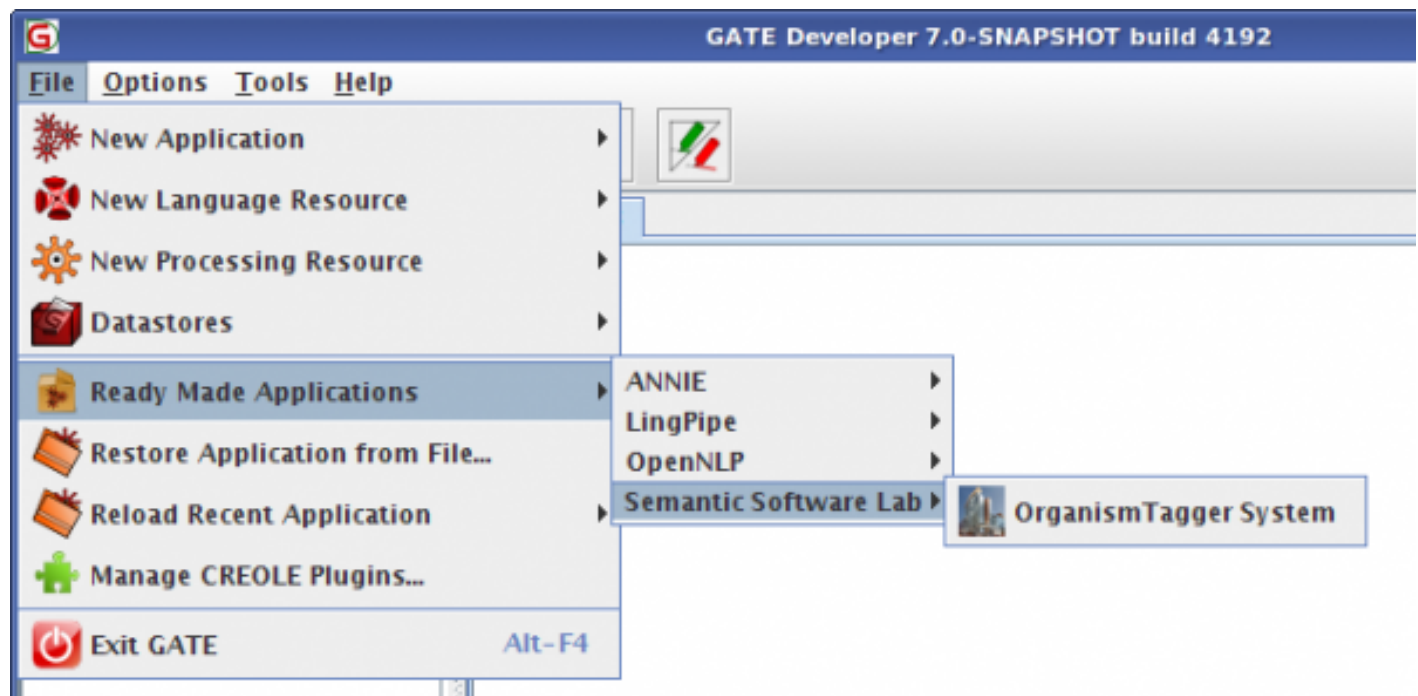 GATE Developer 7.0-SNAPSHOT build 4192
File Options Tools Help
New Application
New Language Resource
New Processing Resource
Datastores
Ready Made Applications
Restore Application from File...
Reload Recent Application
Manage CREOLE Plugins...
Exit GATE Alt-F4
ANNIE
LingPipe
OpenNLP
Semantic Software Lab
OrganismTagger System